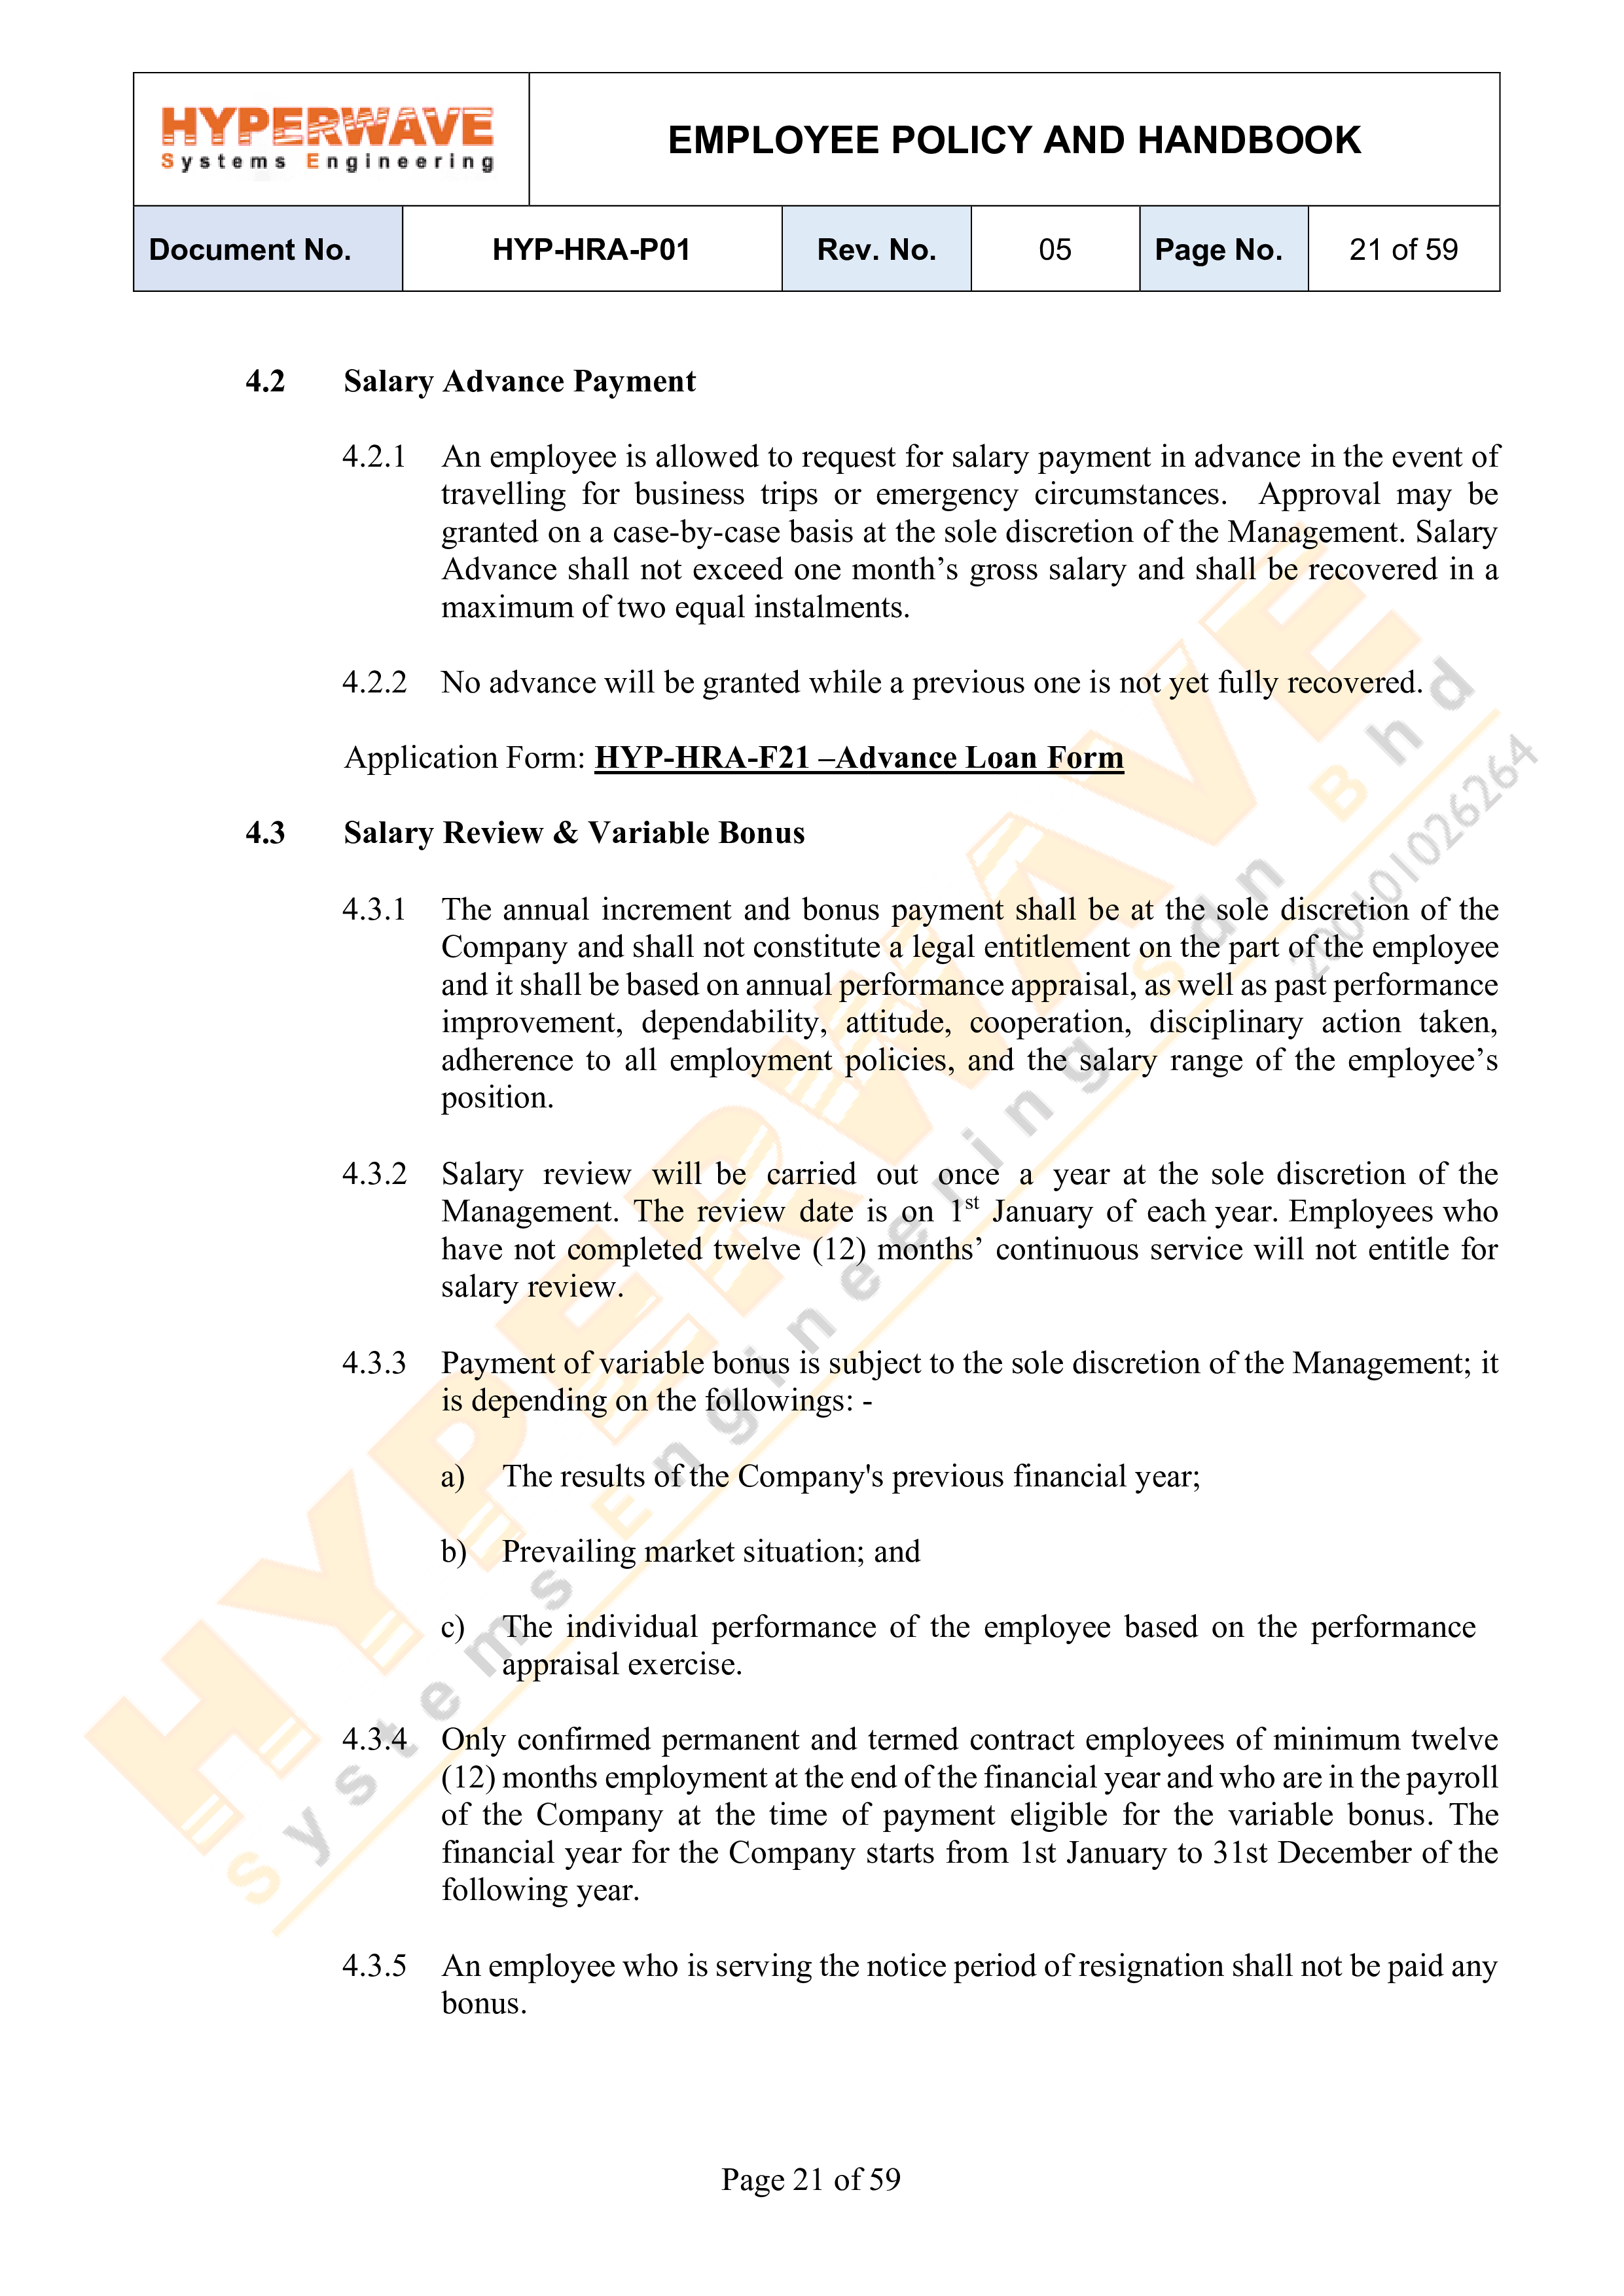 HYPERWAVE
Systems Engineering
EMPLOYEE POLICY AND HANDBOOK
Document No. HYP-HRA-P01 Rev. No. 05 Page No. 21 of 59
4.2 Salary Advance Payment
4.2.1 An employee is allowed to request for salary payment in advance in the event of
travelling for business trips or emergency circumstances. Approval may be
granted on a case-by-case basis at the sole discretion of the Management. Salary
Advance shall not exceed one month’s gross salary and shall be recovered in a
maximum of two equal instalments.
4.2.2 No advance will be granted while a previous one is not yet fully recovered.
Application Form: HYP-HRA-F21 –Advance Loan Form
4.3 Salary Review & Variable Bonus
4.3.1 The annual increment and bonus payment shall be at the sole discretion of the
Company and shall not constitute a legal entitlement on the part of the employee
and it shall be based on annual performance appraisal, as well as past performance
improvement, dependability, attitude, cooperation, disciplinary action taken,
adherence to all employment policies, and the salary range of the employee’s
position.
4.3.2 Salary review will be carried out once a year at the sole discretion of the
Management. The review date is on 1st January of each year. Employees who
have not completed twelve (12) months’ continuous service will not entitle for
salary review.
4.3.3 Payment of variable bonus is subject to the sole discretion of the Management; it
is depending on the followings: -
a) The results of the Company's previous financial year;
b) Prevailing market situation; and
c) The individual performance of the employee based on the performance
appraisal exercise.
4.3.4 Only confirmed permanent and termed contract employees of minimum twelve
(12) months employment at the end of the financial year and who are in the payroll
of the Company at the time of payment eligible for the variable bonus. The
financial year for the Company starts from 1st January to 31st December of the
following year.
4.3.5 An employee who is serving the notice period of resignation shall not be paid any
bonus.
HYPERWAVE
Systems Engineering Sdn Bhd
200101026264
Page 21 of 59